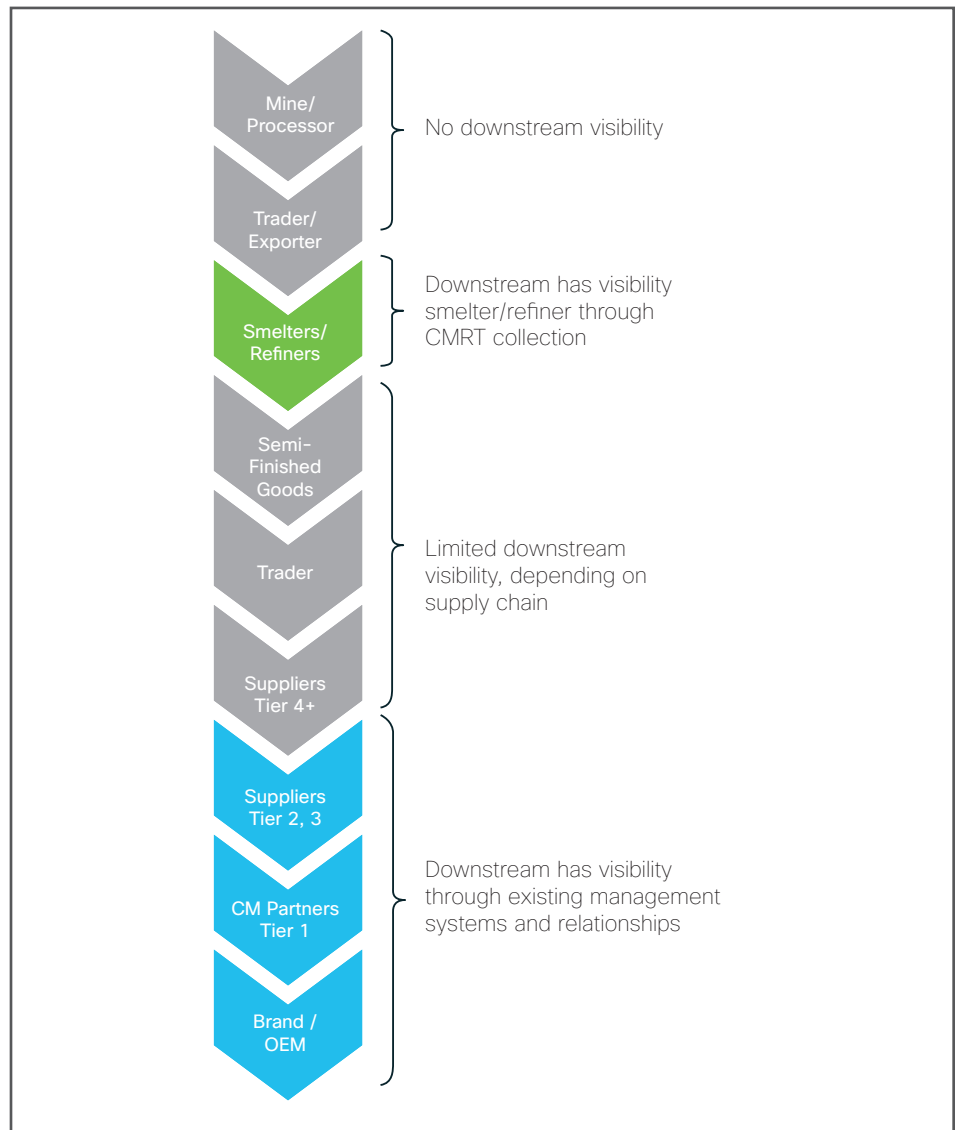 Mine/
Processor
No downstream visibility
Trader/
Exporter
Downstream has visibility
smelter/refiner through
CMRT collection
Smelters/
Refiners
Semi-
Finished
Goods
Limited downstream
visibility, depending on
supply chain
Trader
Suppliers
Tier 4+
Suppliers
Tier 2, 3
Downstream has visibility
through existing management
systems and relationships
CM Partners
Tier 1
Brand /
OEM